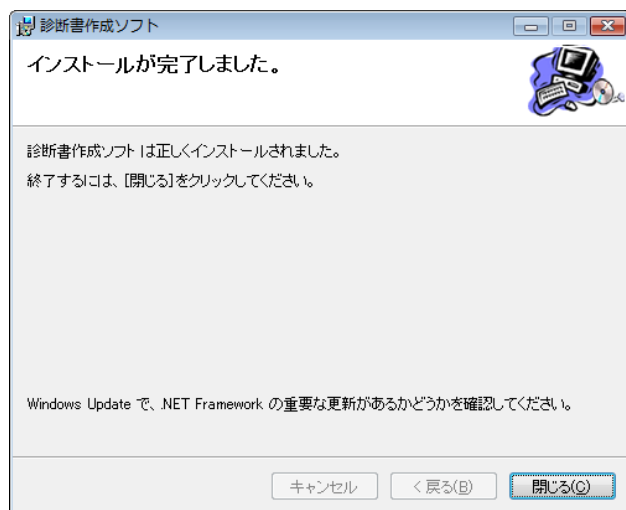 診断書作成ソフト
インストールが完了しました。
診断書作成ソフト は正しくインストールされました。
終了するには、[閉じる]をクリックしてください。
Windows Update で、.NET Framework の重要な更新があるかどうかを確認してください。
キャンセル
< 戻る(B)
閉じる(C)